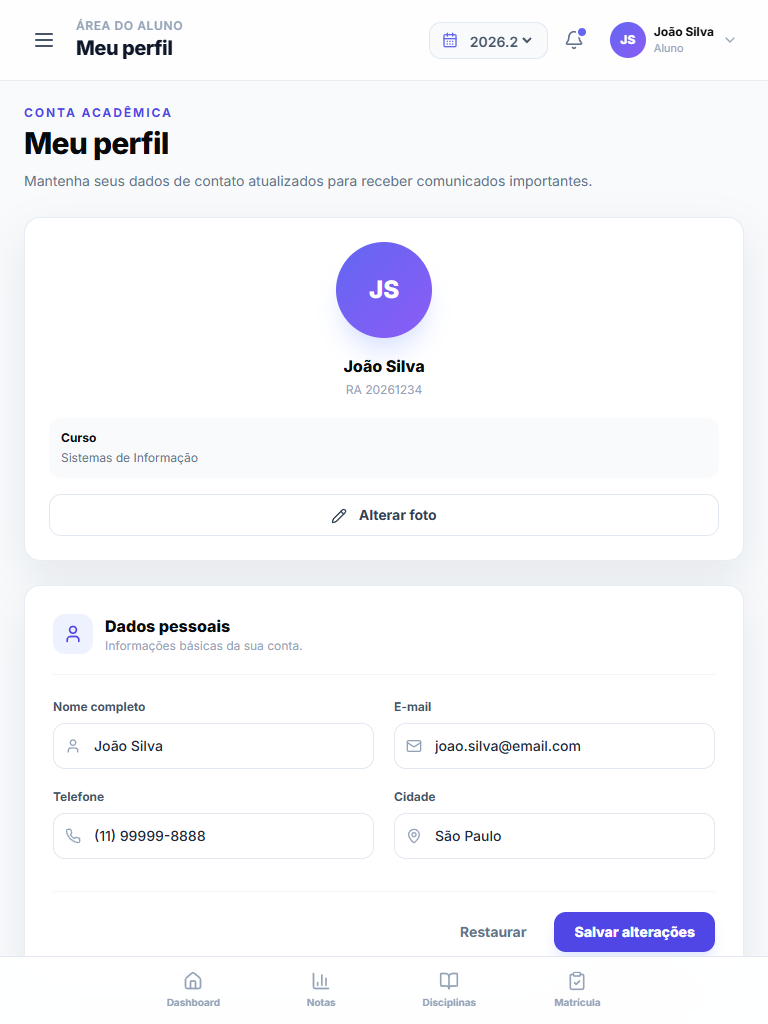 ÁREA DO ALUNO
Meu perfil
2026.2
JS
João Silva
Aluno
CONTA ACADÊMICA
Meu perfil
Mantenha seus dados de contato atualizados para receber comunicados importantes.
JS
João Silva
RA 20261234
Curso
Sistemas de Informação
Alterar foto
Dados pessoais
Informações básicas da sua conta.
Nome completo
E-mail
João Silva
joao.silva@email.com
Telefone
Cidade
(11) 99999-8888
São Paulo
Restaurar
Salvar alterações
Dashboard
Notas
Disciplinas
Matrícula